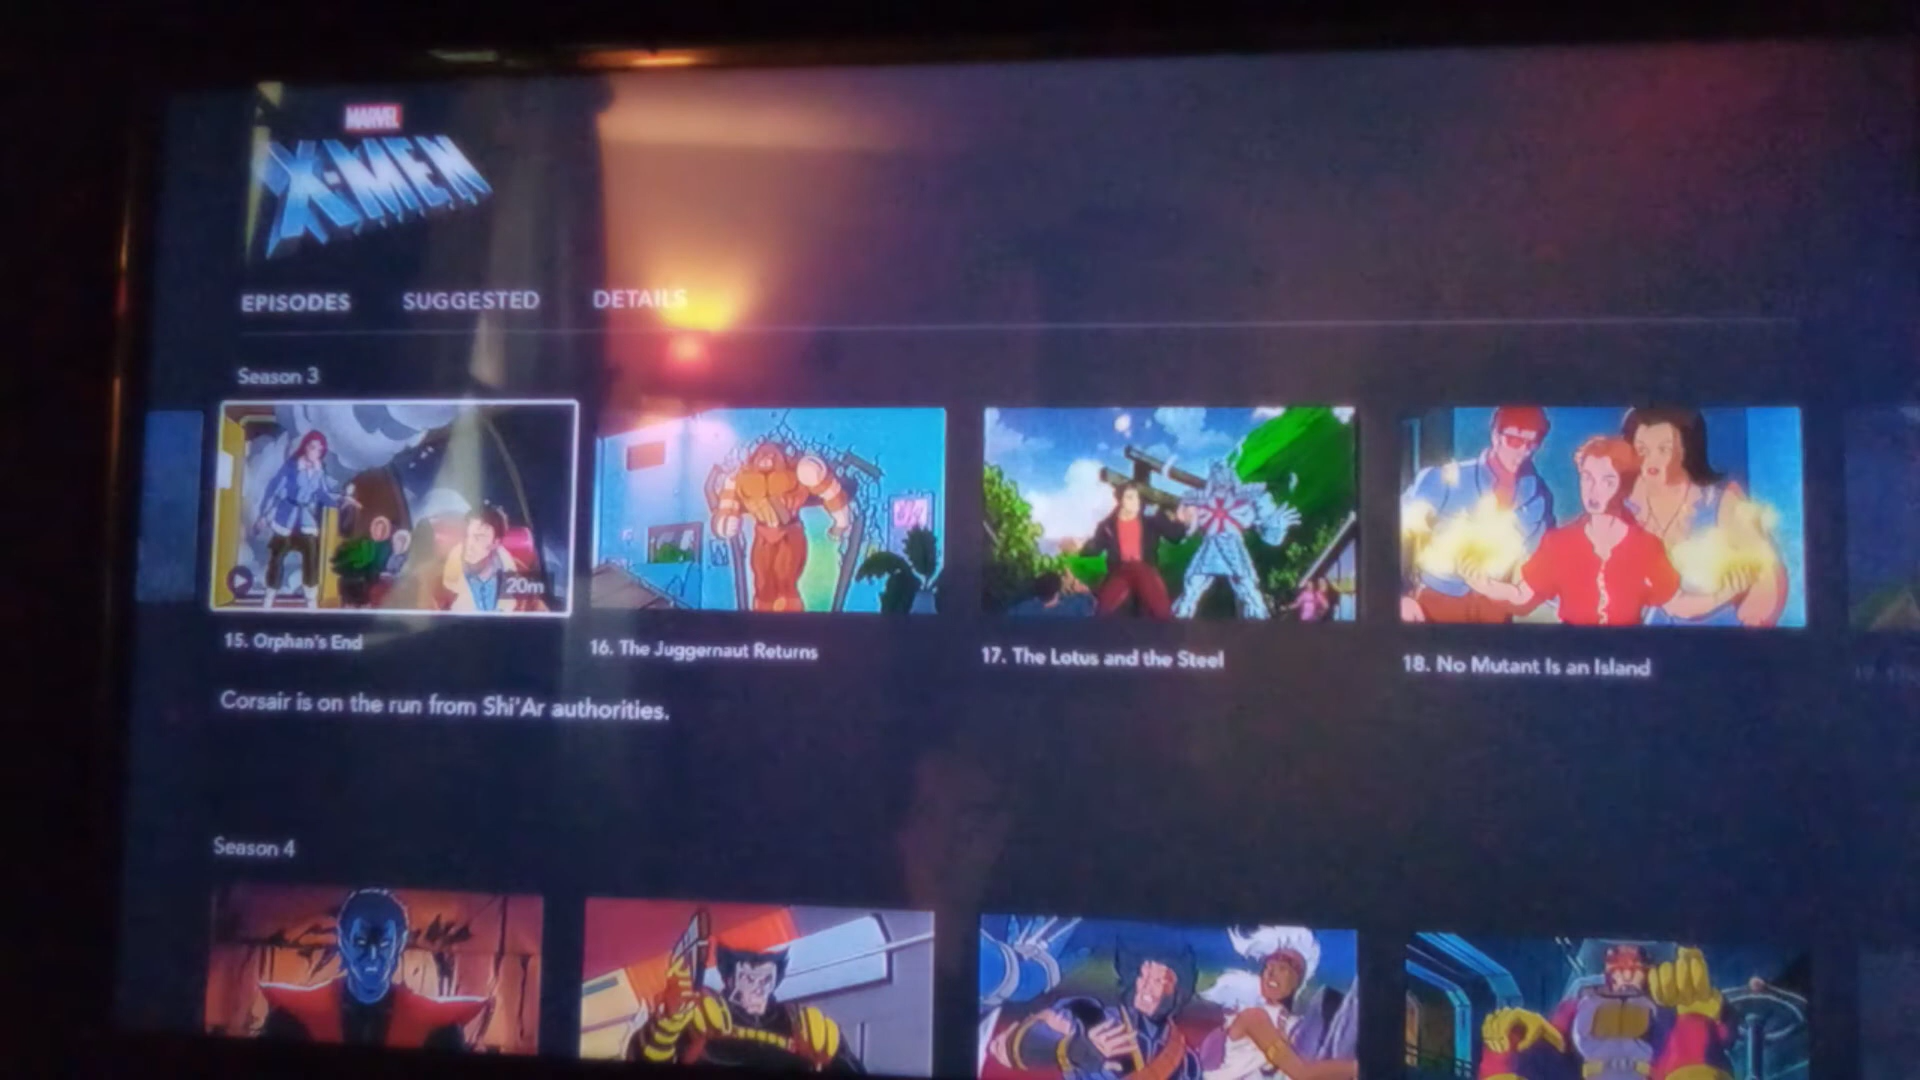 MARVEL
X-MEN
EPISODES SUGGESTED DETAILS
Season 3
20m
15. Orphan's End
16. The Juggernaut Returns
17. The Lotus and the Steel
18. No Mutant Is an Island
Corsair is on the run from Shi'Ar authorities.
Season 4